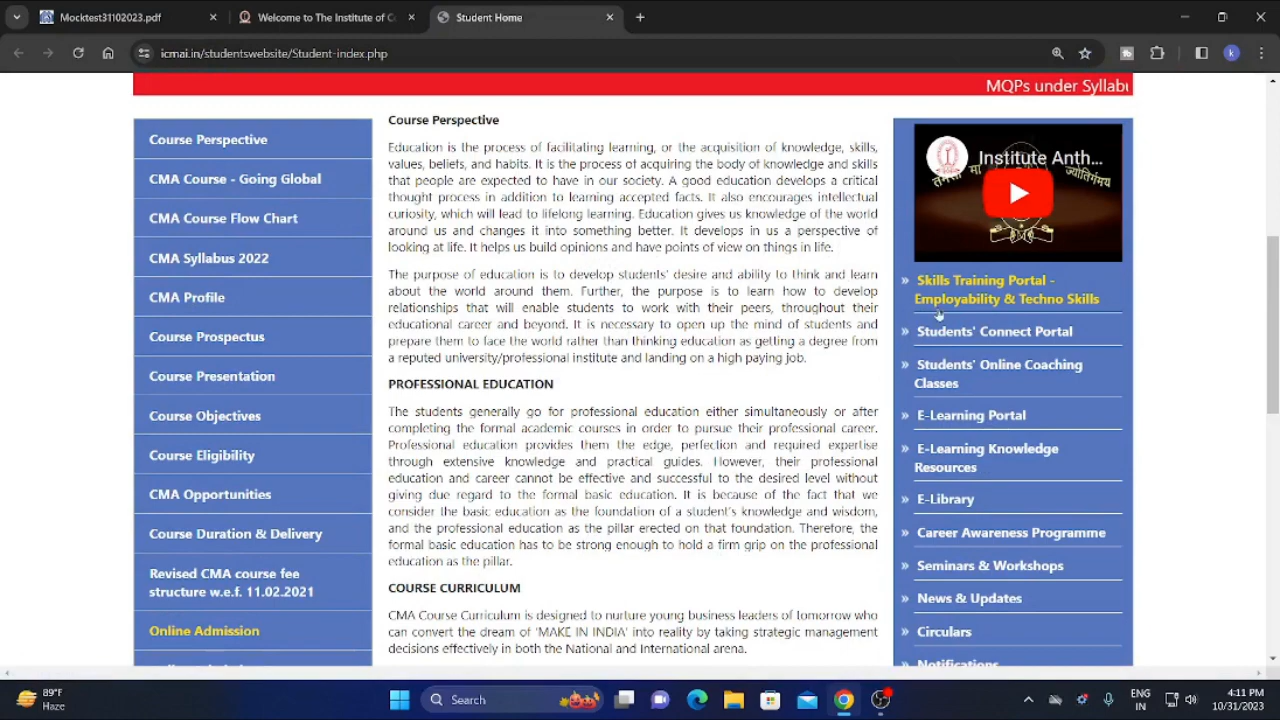 Mocktest31102023.pdf
Welcome to The Institute of Co
Student Home
icmai.in/studentswebsite/Student-index.php
k
MQPs under Syllabu
Course Perspective
CMA Course - Going Global
CMA Course Flow Chart
CMA Syllabus 2022
CMA Profile
Course Prospectus
Course Presentation
Course Objectives
Course Eligibility
CMA Opportunities
Course Duration & Delivery
Revised CMA course fee
structure w.e.f. 11.02.2021
Online Admission
Course Perspective
Education is the process of facilitating learning, or the acquisition of knowledge, skills,
values, beliefs, and habits. It is the process of acquiring the body of knowledge and skills
that people are expected to have in our society. A good education develops a critical
thought process in addition to learning accepted facts. It also encourages intellectual
curiosity, which will lead to lifelong learning. Education gives us knowledge of the world
around us and changes it into something better. It develops in us a perspective of
looking at life. It helps us build opinions and have points of view on things in life.
The purpose of education is to develop students' desire and ability to think and learn
about the world around them. Further, the purpose is to learn how to develop
relationships that will enable students to work with their peers, throughout their
educational career and beyond. It is necessary to open up the mind of students and
prepare them to face the world rather than thinking education as getting a degree from
a reputed university/professional institute and landing on a high paying job.
PROFESSIONAL EDUCATION
The students generally go for professional education either simultaneously or after
completing the formal academic courses in order to pursue their professional career.
Professional education provides them the edge, perfection and required expertise
through extensive knowledge and practical guides. However, their professional
education and career cannot be effective and successful to the desired level without
giving due regard to the formal basic education. It is because of the fact that we
consider the basic education as the foundation of a student's knowledge and wisdom,
and the professional education as the pillar erected on that foundation. Therefore, the
formal basic education has to be strong enough to hold a firm grip on the professional
education as the pillar.
COURSE CURRICULUM
CMA Course Curriculum is designed to nurture young business leaders of tomorrow who
can convert the dream of 'MAKE IN INDIA' into reality by taking strategic management
decisions effectively in both the National and International arena.
Institute Anth...
तमसो मा ज्योतिर्गमय
» Skills Training Portal -
Employability & Techno Skills
» Students' Connect Portal
» Students' Online Coaching
Classes
» E-Learning Portal
» E-Learning Knowledge
Resources
» E-Library
» Career Awareness Programme
» Seminars & Workshops
» News & Updates
» Circulars
Notifications
89°F
Haze
Search
ENG
IN
4:11 PM
10/31/2023